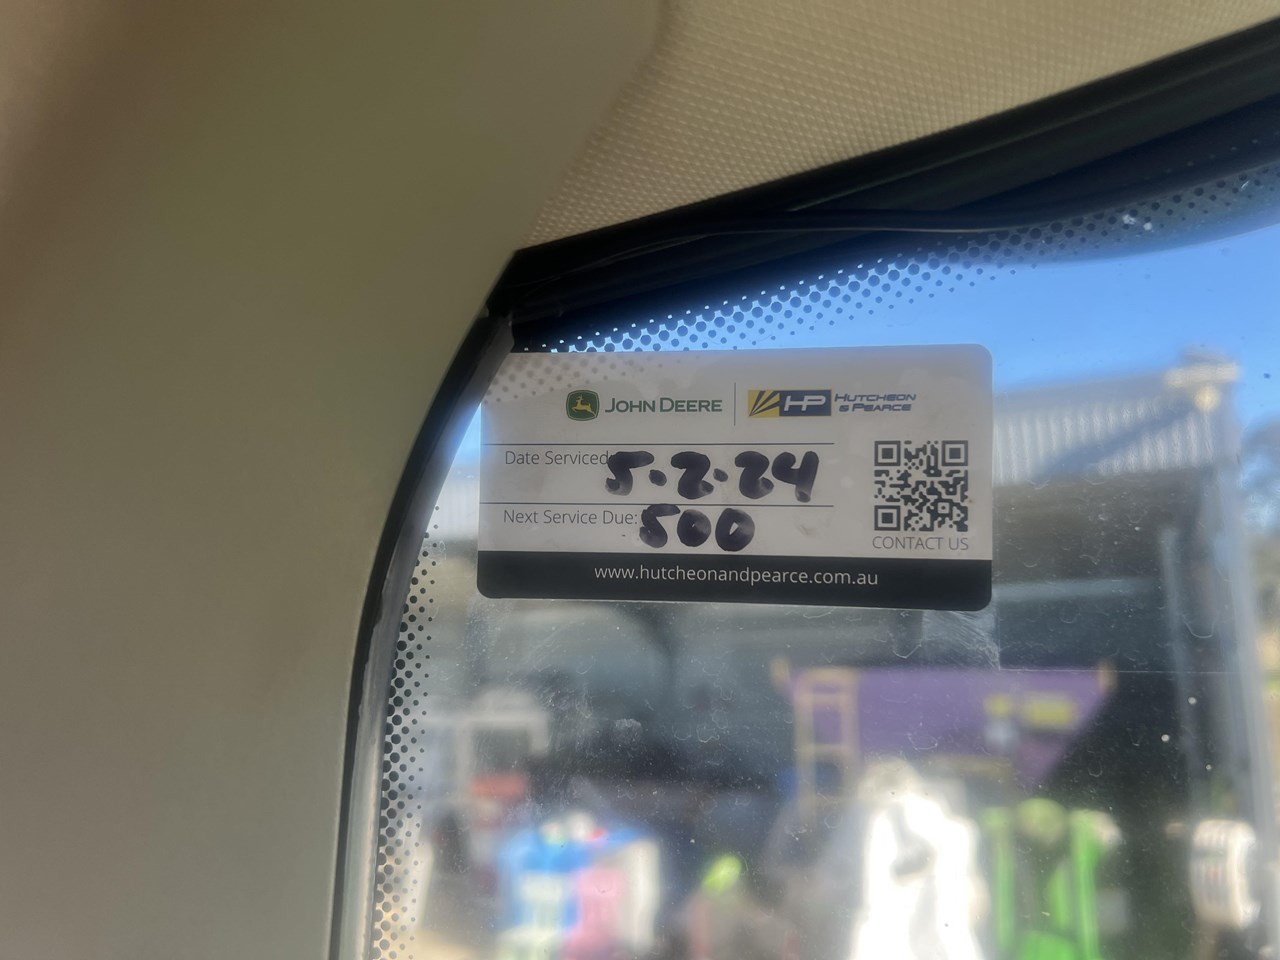 JOHN DEERE HP HUTCHEON & PEARCE
Date Serviced: 5.2.24
Next Service Due: 500
CONTACT US
www.hutcheonandpearce.com.au